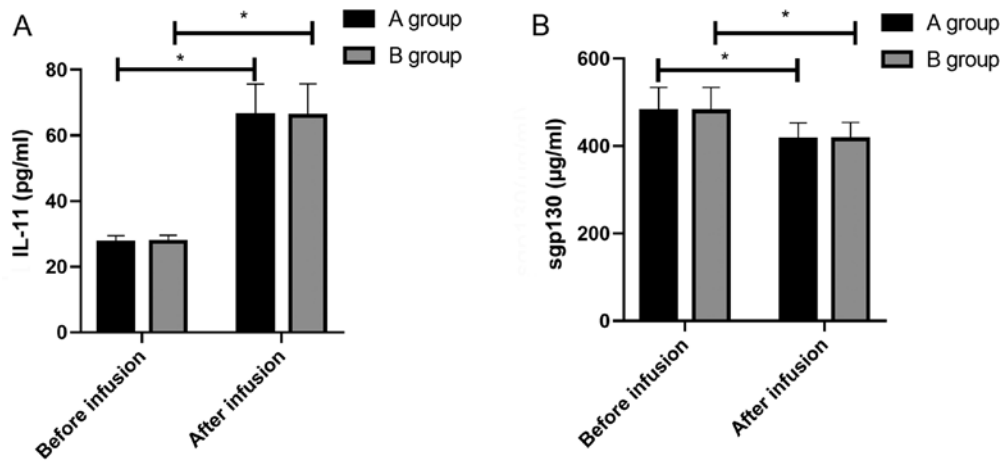 A
*
A group
B group
*
80
60
40
20
0
IL-11 (pg/ml)
Before infusion
After infusion
B
*
A group
B group
*
600
400
200
0
sgp130 (μg/ml)
Before infusion
After infusion